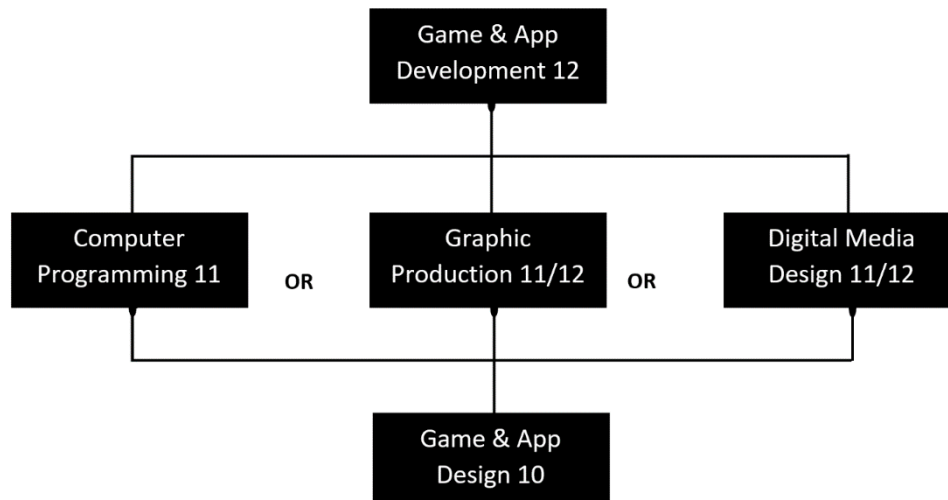 Game & App
Development 12
Computer
Programming 11
OR
Graphic
Production 11/12
OR
Digital Media
Design 11/12
Game & App
Design 10